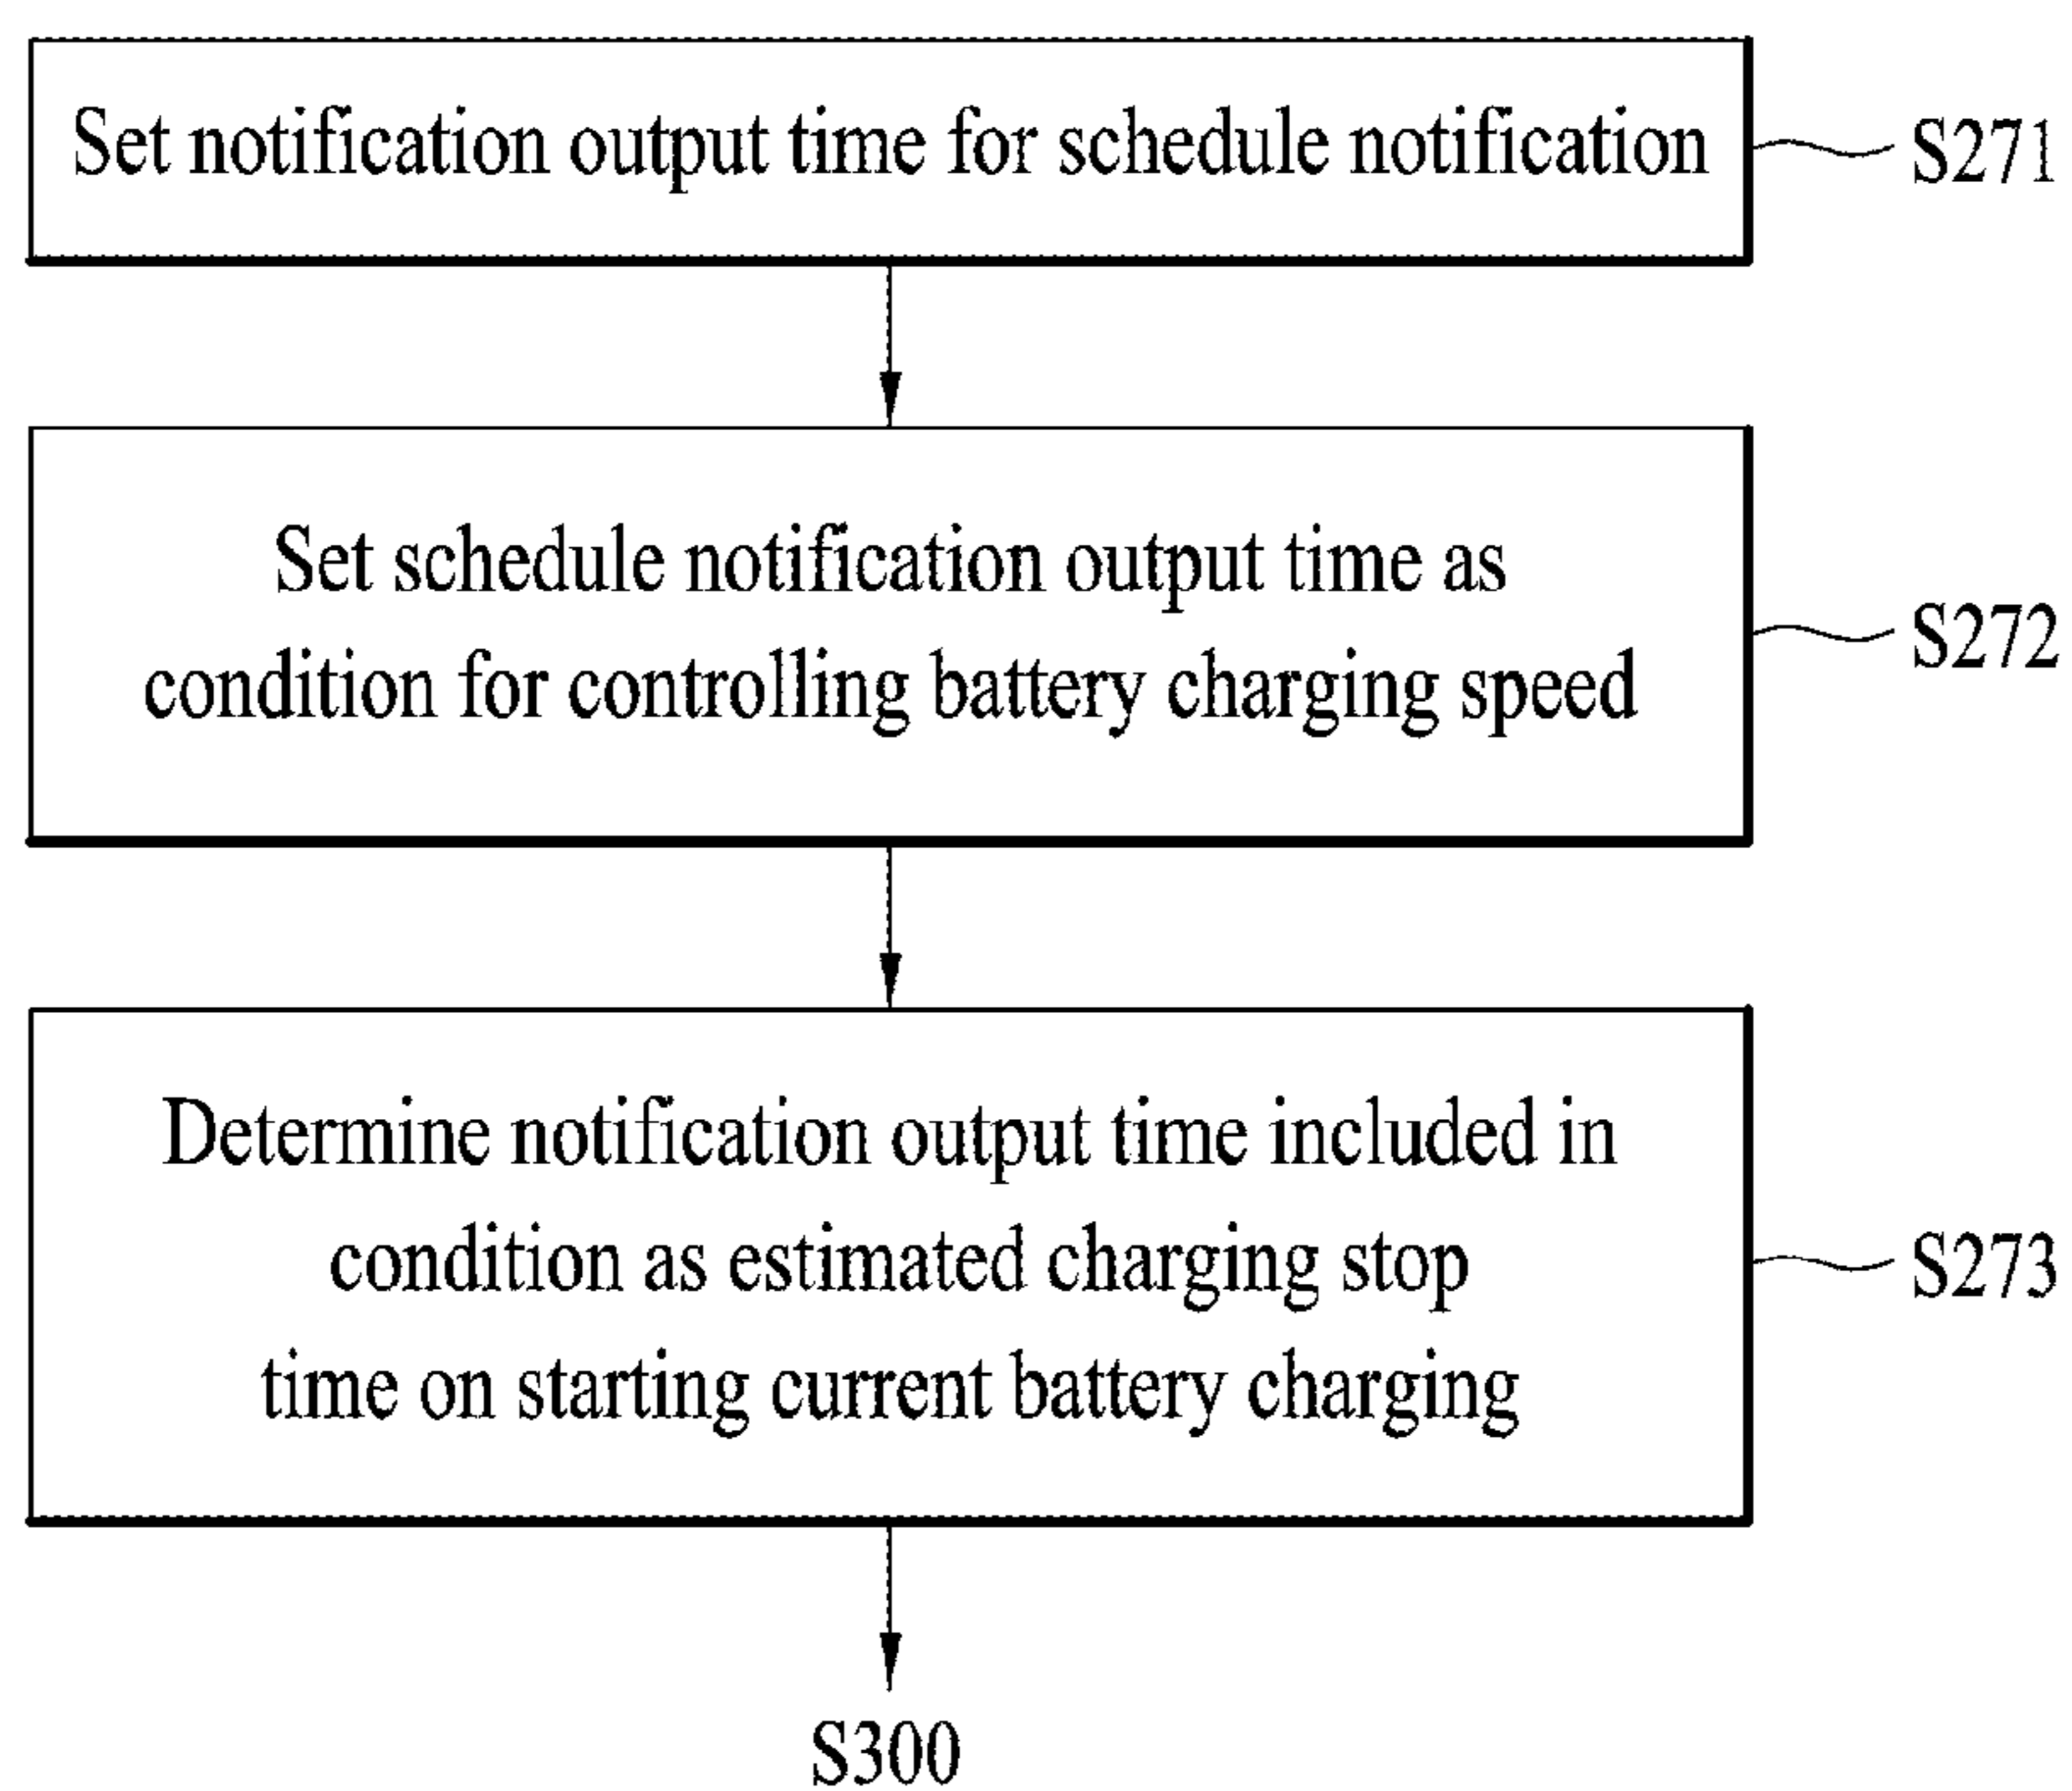 Set notification output time for schedule notification
S271
Set schedule notification output time as
condition for controlling battery charging speed
S272
Determine notification output time included in
condition as estimated charging stop
time on starting current battery charging
S273
S300